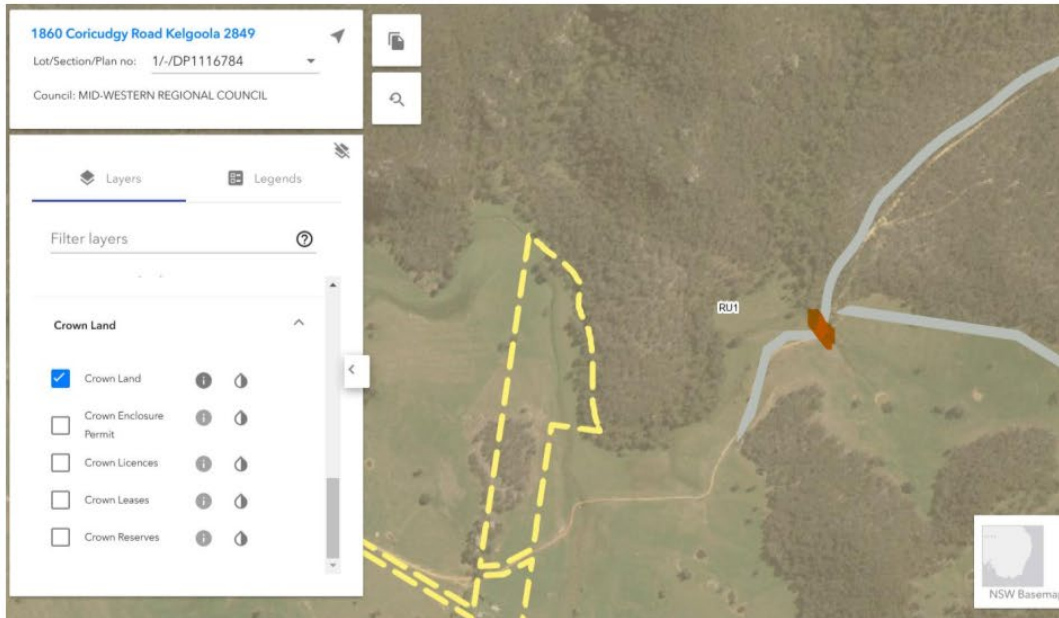 1860 Coricudgy Road Kelgoola 2849
Lot/Section/Plan no: 1/-/DP1116784
Council: MID-WESTERN REGIONAL COUNCIL
Layers
Legends
Filter layers
Crown Land
Crown Land
Crown Enclosure
Permit
Crown Licences
Crown Leases
Crown Reserves
RU1
NSW Basemap